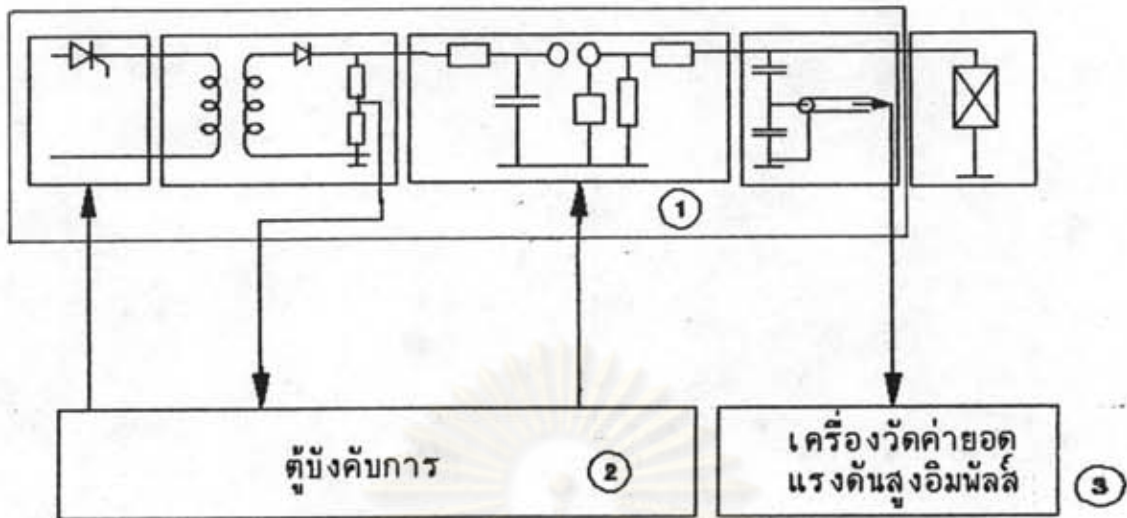 1
ตู้บังคับการ
2
เครื่องวัดค่ายอด
แรงดันสูงอิมพัลส์
3